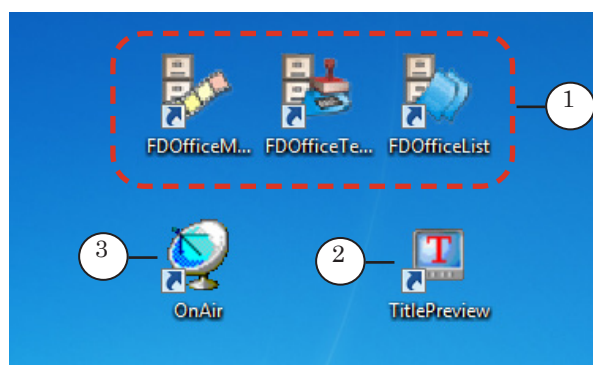 1
FDOfficeM... FDOfficeTe... FDOfficeList
3
2
T
OnAir TitlePreview